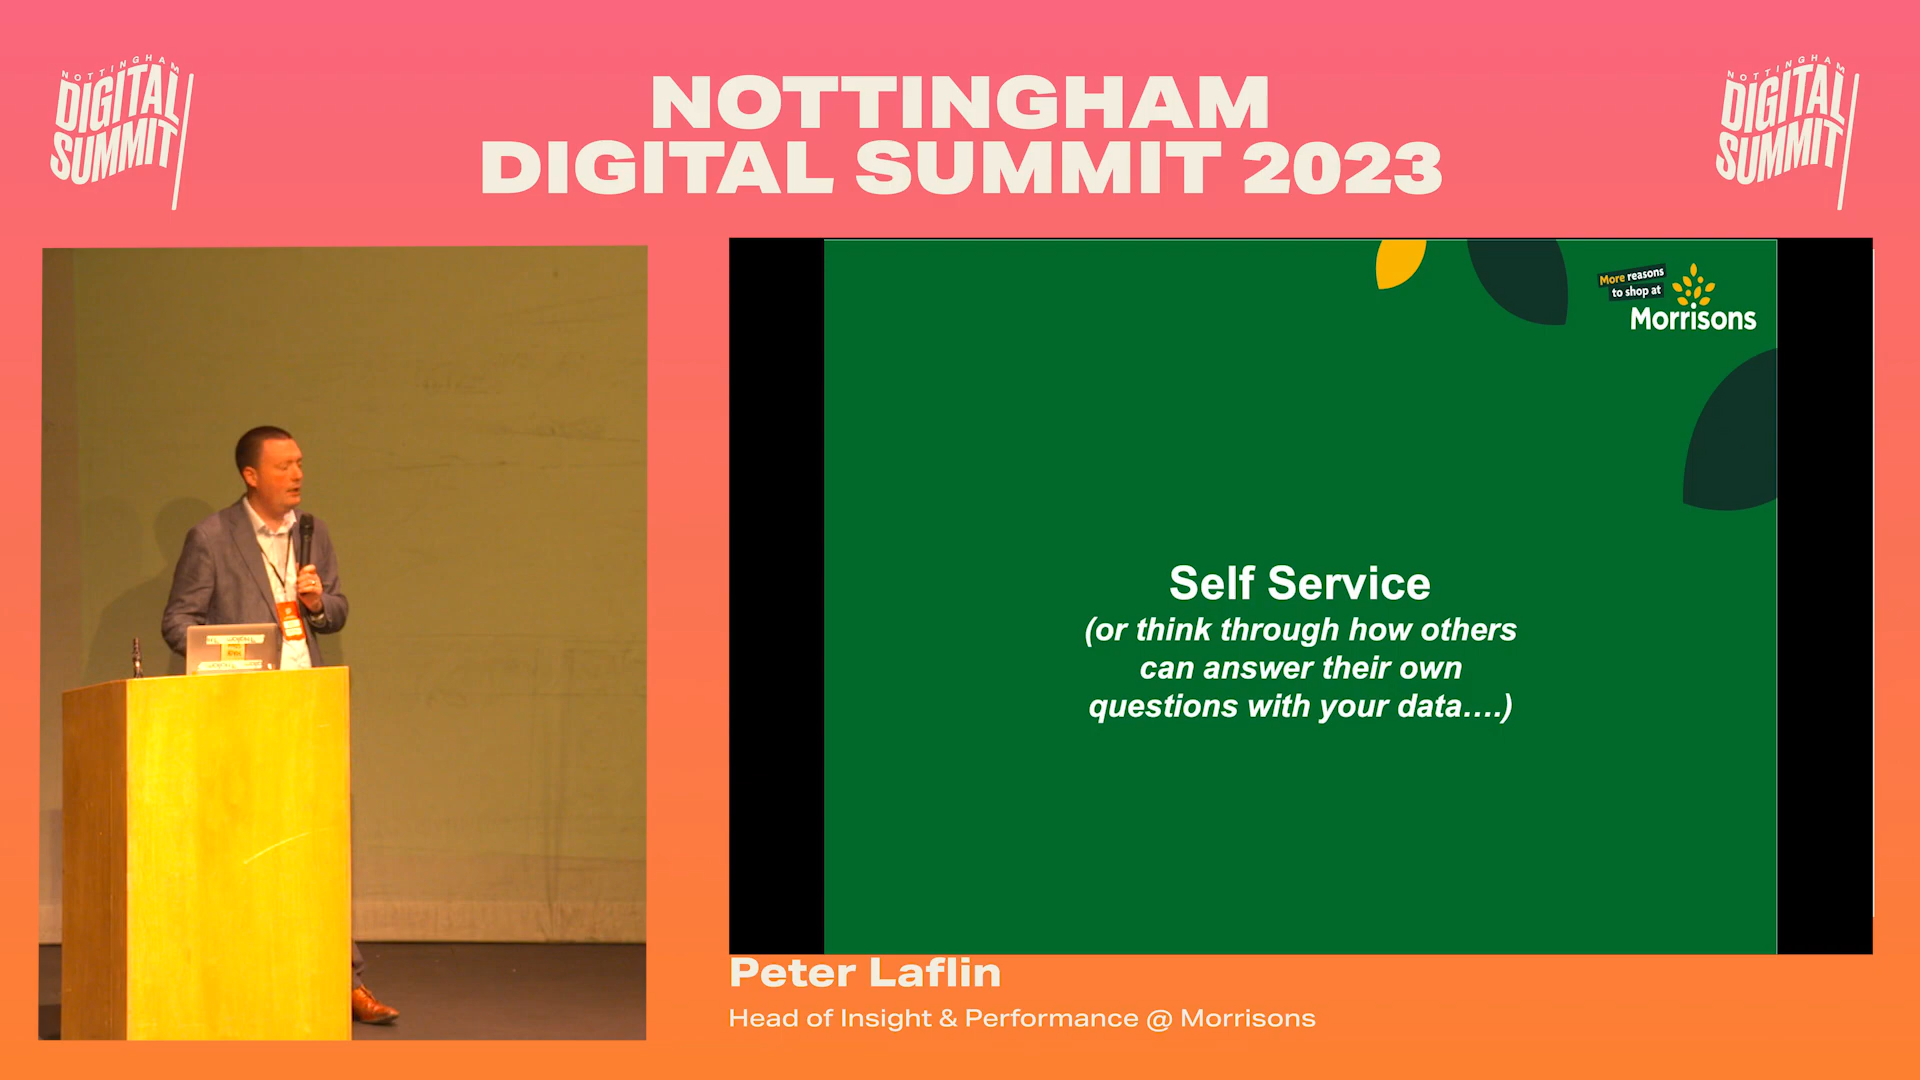 NOTTINGHAM
DIGITAL
SUMMIT
NOTTINGHAM
DIGITAL SUMMIT 2023
NOTTINGHAM
DIGITAL
SUMMIT
More reasons
to shop at
Morrisons
Self Service
(or think through how others
can answer their own
questions with your data....)
Peter Laflin
Head of Insight & Performance @ Morrisons